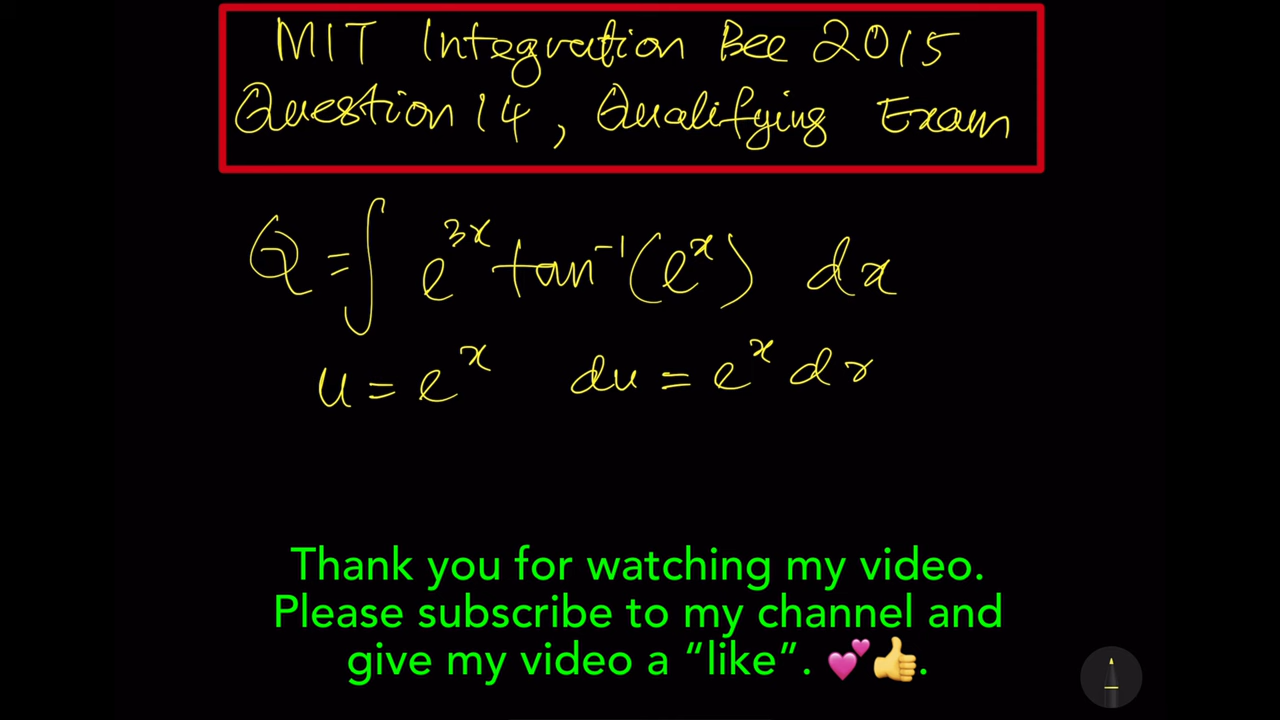 MIT Integration Bee 2015
Question 14, Qualifying Exam
Q = ∫ e^{3x} tan^{-1}(e^x) dx
u = e^x   du = e^x dx
Thank you for watching my video.
Please subscribe to my channel and
give my video a “like”. 💕👍.